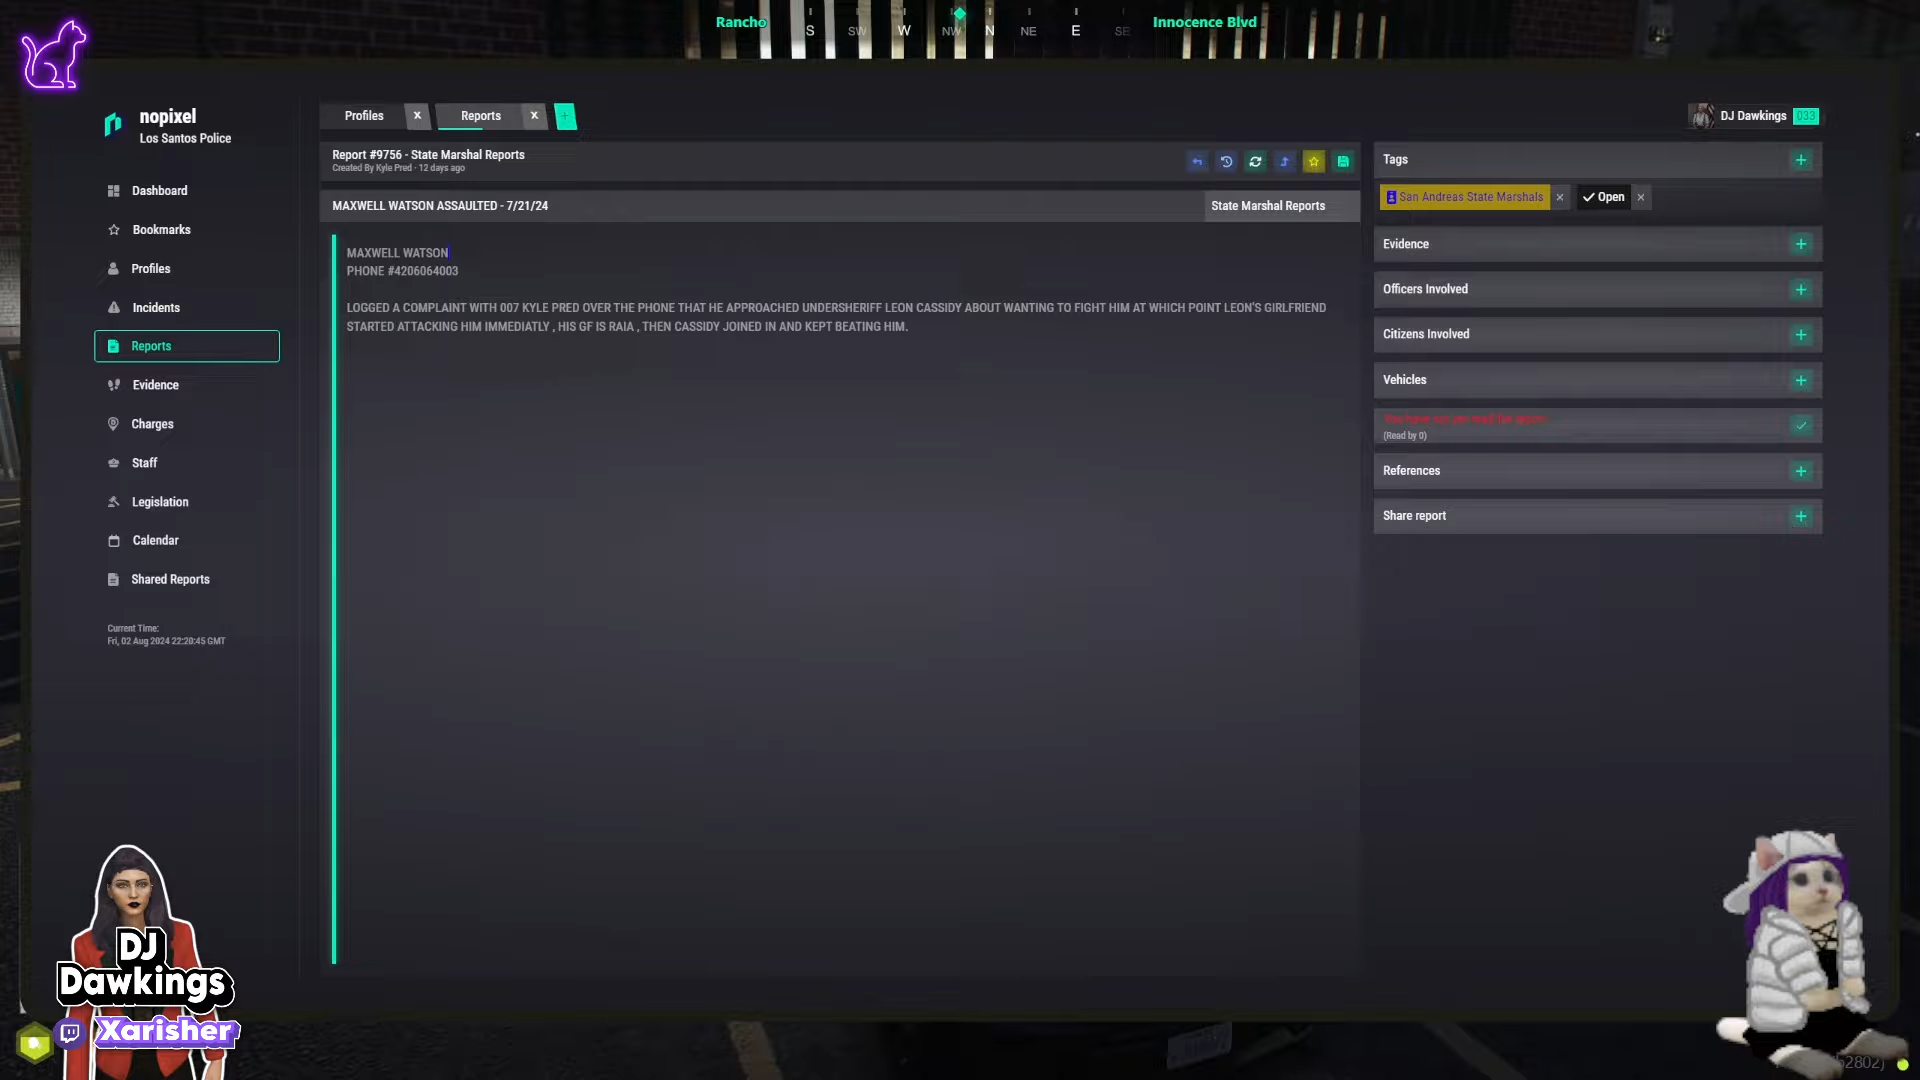 Rancho
S
SW
W
NW
N
NE
E
SE
Innocence Blvd
nopixel
Los Santos Police
Profiles x
Reports x
+
DJ Dawkings 033
Report #9756 - State Marshal Reports
Created By Kyle Pred - 12 days ago
MAXWELL WATSON ASSAULTED - 7/21/24
State Marshal Reports
MAXWELL WATSON
PHONE #4206064003
LOGGED A COMPLAINT WITH 007 KYLE PRED OVER THE PHONE THAT HE APPROACHED UNDERSHERIFF LEON CASSIDY ABOUT WANTING TO FIGHT HIM AT WHICH POINT LEON'S GIRLFRIEND
STARTED ATTACKING HIM IMMEDIATLY , HIS GF IS RAIA , THEN CASSIDY JOINED IN AND KEPT BEATING HIM.
Dashboard
Bookmarks
Profiles
Incidents
Reports
Evidence
Charges
Staff
Legislation
Calendar
Shared Reports
Current Time:
Fri, 02 Aug 2024 22:20:45 GMT
Tags
San Andreas State Marshals x
Open x
Evidence
Officers Involved
Citizens Involved
Vehicles
(Read by 0)
References
Share report
DJ
Dawkings
Xarisher